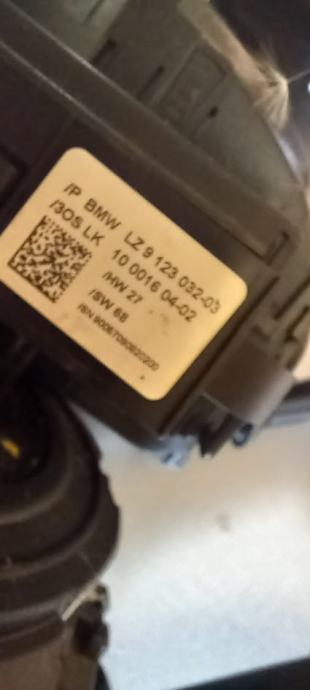 /P BMW LZ 9 123 032-03
/3OS LK 10 0016 04-02
/HW 27
/SW 68